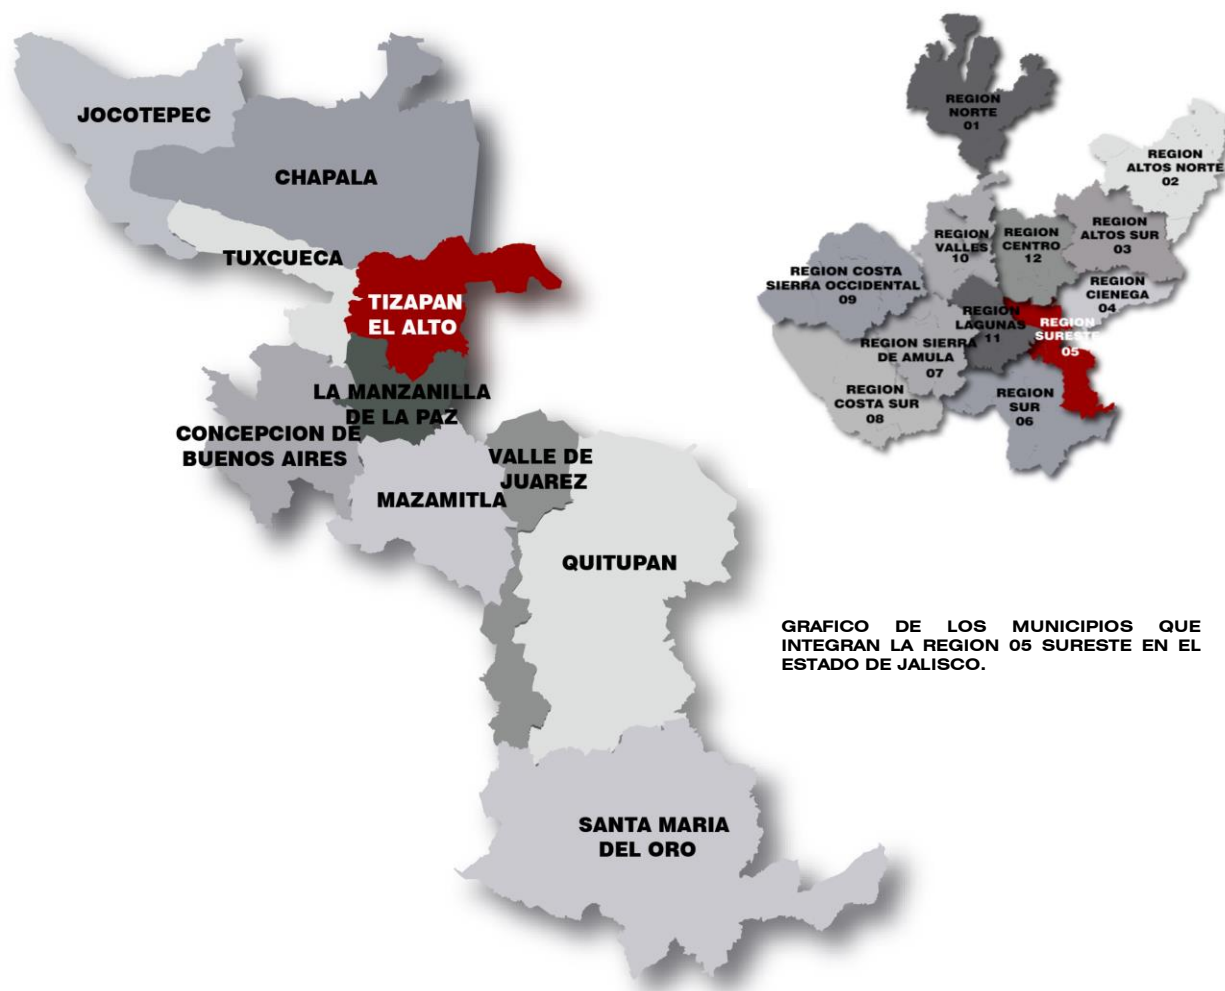 JOCOTEPEC
CHAPALA
TUXCUECA
TIZAPAN
EL ALTO
LA MANZANILLA
DE LA PAZ
CONCEPCION DE
BUENOS AIRES
VALLE DE
JUAREZ
MAZAMITLA
QUITUPAN
SANTA MARIA
DEL ORO
REGION
NORTE
01
REGION
ALTOS NORTE
02
REGION
ALTOS SUR
03
REGION
VALLES
10
REGION
CENTRO
12
REGION COSTA
SIERRA OCCIDENTAL
09
REGION
CIENEGA
04
REGION
LAGUNAS
11
REGION
SURESTE
05
REGION SIERRA
DE AMULA
07
REGION
COSTA SUR
08
REGION
SUR
06
GRAFICO DE LOS MUNICIPIOS QUE
INTEGRAN LA REGION 05 SURESTE EN EL
ESTADO DE JALISCO.